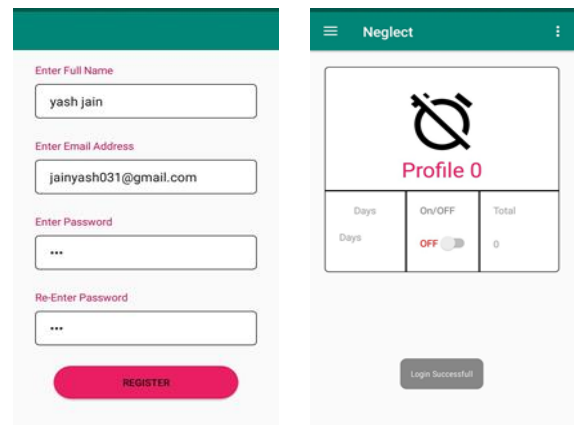 Enter Full Name
yash jain
Enter Email Address
jainyash031@gmail.com
Enter Password
•••
Re-Enter Password
•••
REGISTER
Neglect
Profile 0
Days On/OFF Total
Days OFF 0
Login Successfull